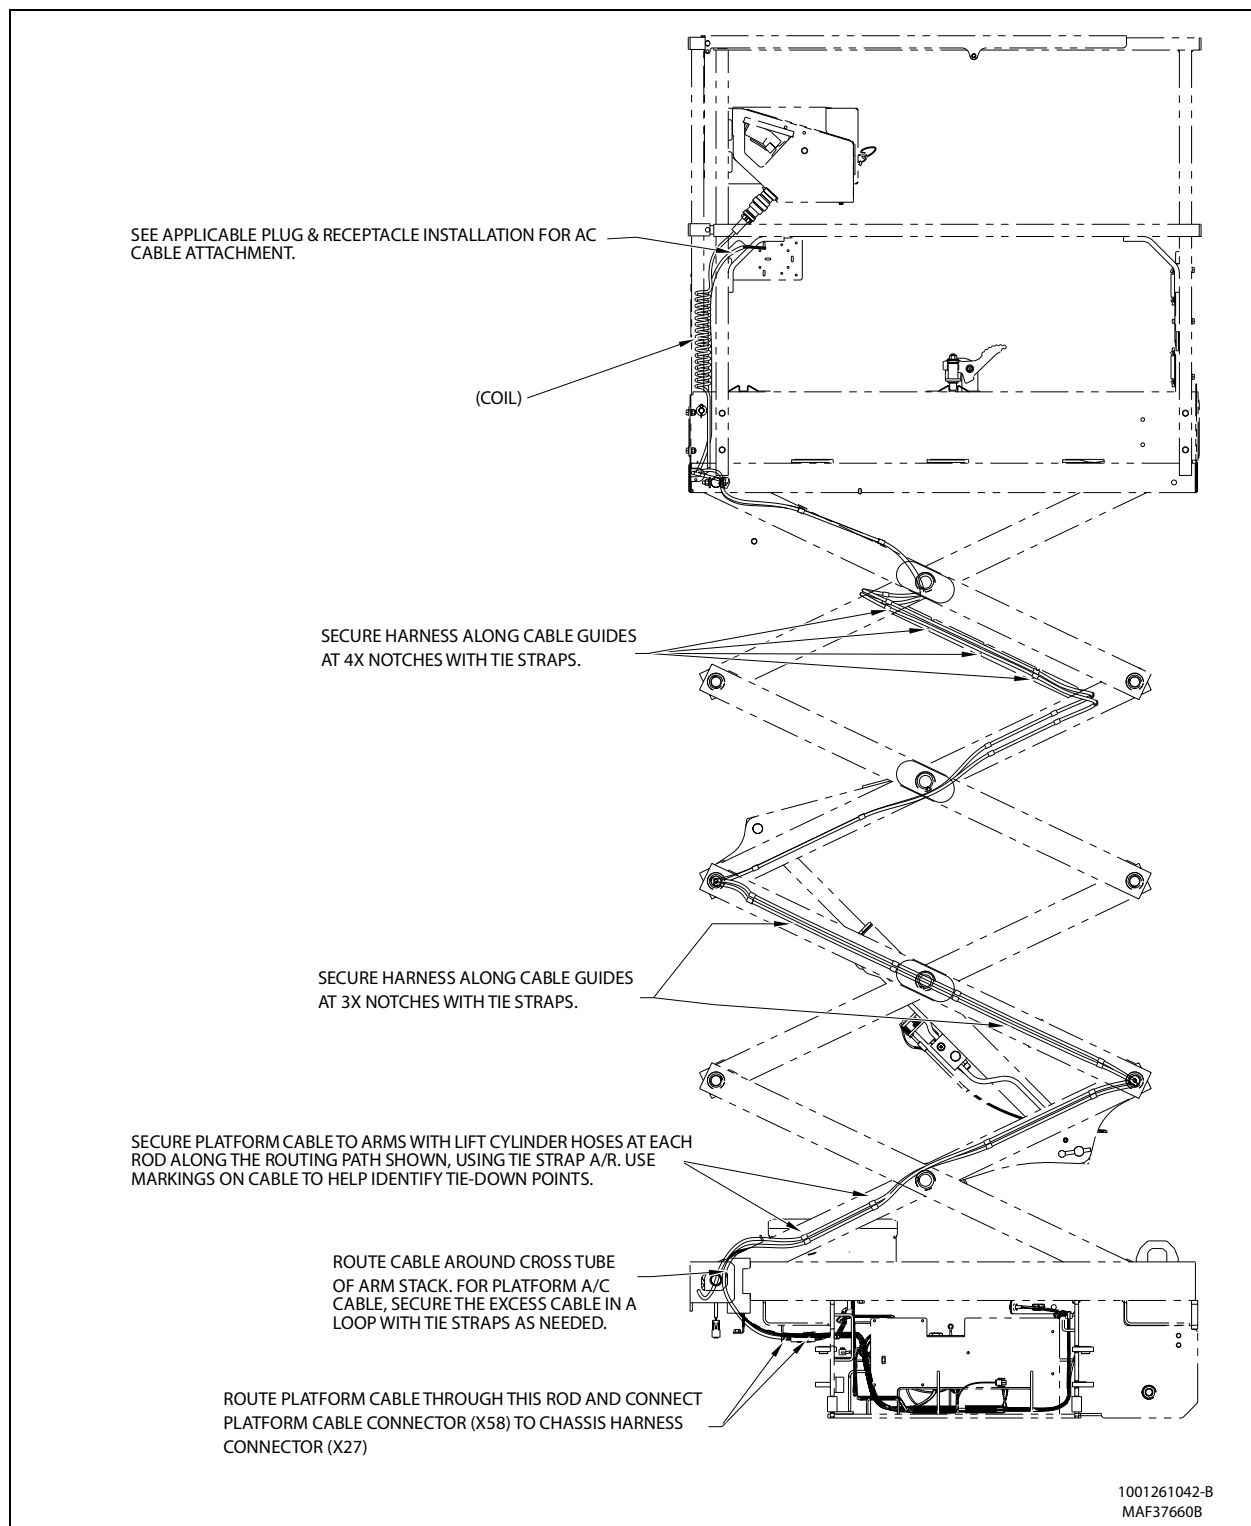 SEE APPLICABLE PLUG & RECEPTACLE INSTALLATION FOR AC
CABLE ATTACHMENT.
(COIL)
SECURE HARNESS ALONG CABLE GUIDES
AT 4X NOTCHES WITH TIE STRAPS.
SECURE HARNESS ALONG CABLE GUIDES
AT 3X NOTCHES WITH TIE STRAPS.
SECURE PLATFORM CABLE TO ARMS WITH LIFT CYLINDER HOSES AT EACH
ROD ALONG THE ROUTING PATH SHOWN, USING TIE STRAP A/R. USE
MARKINGS ON CABLE TO HELP IDENTIFY TIE-DOWN POINTS.
ROUTE CABLE AROUND CROSS TUBE
OF ARM STACK. FOR PLATFORM A/C
CABLE, SECURE THE EXCESS CABLE IN A
LOOP WITH TIE STRAPS AS NEEDED.
ROUTE PLATFORM CABLE THROUGH THIS ROD AND CONNECT
PLATFORM CABLE CONNECTOR (X58) TO CHASSIS HARNESS
CONNECTOR (X27)
1001261042-B
MAF37660B